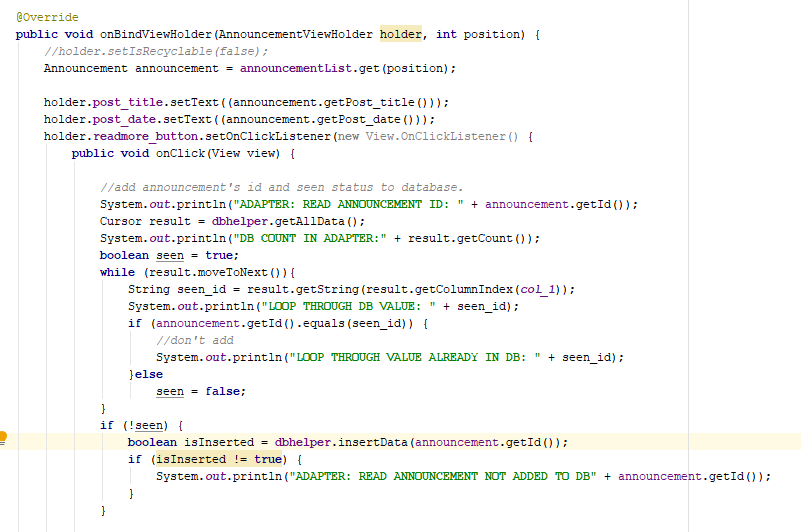 @Override
public void onBindViewHolder(AnnouncementViewHolder holder, int position) {
//holder.setIsRecyclable(false);
Announcement announcement = announcementList.get(position);
holder.post_title.setText((announcement.getPost_title()));
holder.post_date.setText((announcement.getPost_date()));
holder.readmore_button.setOnClickListener(new View.OnClickListener() {
public void onClick(View view) {
//add announcement's id and seen status to database.
System.out.println("ADAPTER: READ ANNOUNCEMENT ID: " + announcement.getId());
Cursor result = dbhelper.getAllData();
System.out.println("DB COUNT IN ADAPTER:" + result.getCount());
boolean seen = true;
while (result.moveToNext()){
String seen_id = result.getString(result.getColumnIndex(col_1));
System.out.println("LOOP THROUGH DB VALUE: " + seen_id);
if (announcement.getId().equals(seen_id)) {
//don't add
System.out.println("LOOP THROUGH VALUE ALREADY IN DB: " + seen_id);
}else
seen = false;
}
if (!seen) {
boolean isInserted = dbhelper.insertData(announcement.getId());
if (isInserted != true) {
System.out.println("ADAPTER: READ ANNOUNCEMENT NOT ADDED TO DB" + announcement.getId());
}
}